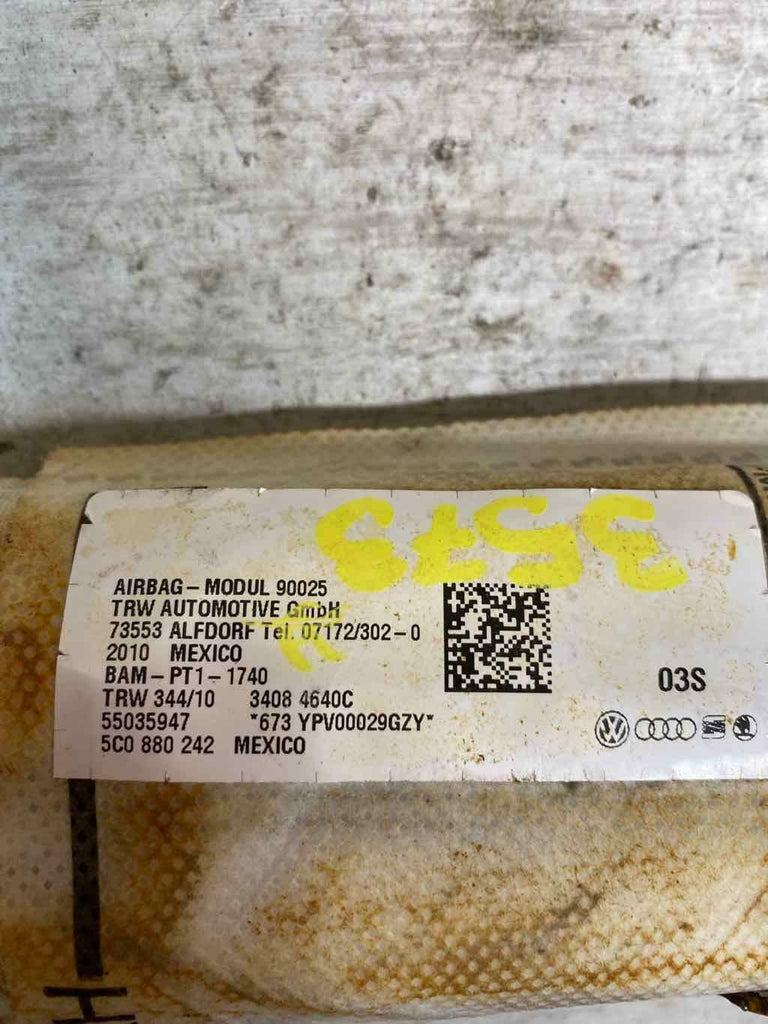 3573
AIRBAG – MODUL 90025
TRW AUTOMOTIVE GmbH
73553 ALFDORF Tel. 07172/302 – 0
2010 MEXICO
BAM – PT1 – 1740
TRW 344/10 3408 4640C
55035947 *673 YPV00029GZY*
5C0 880 242 MEXICO
03S
H